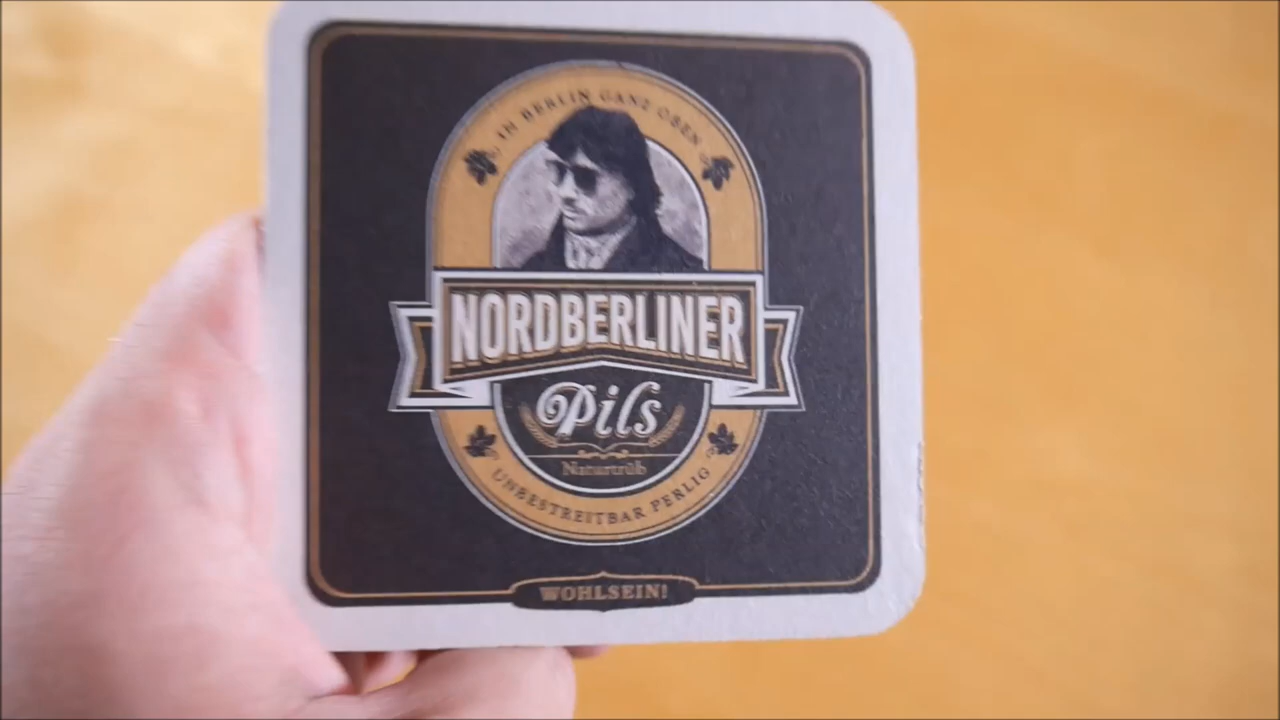 IN BERLIN GANZ OBEN
NORDBERLINER
Pils
Naturtrüb
UNBESTREITBAR PERLIG
WOHLSEIN!